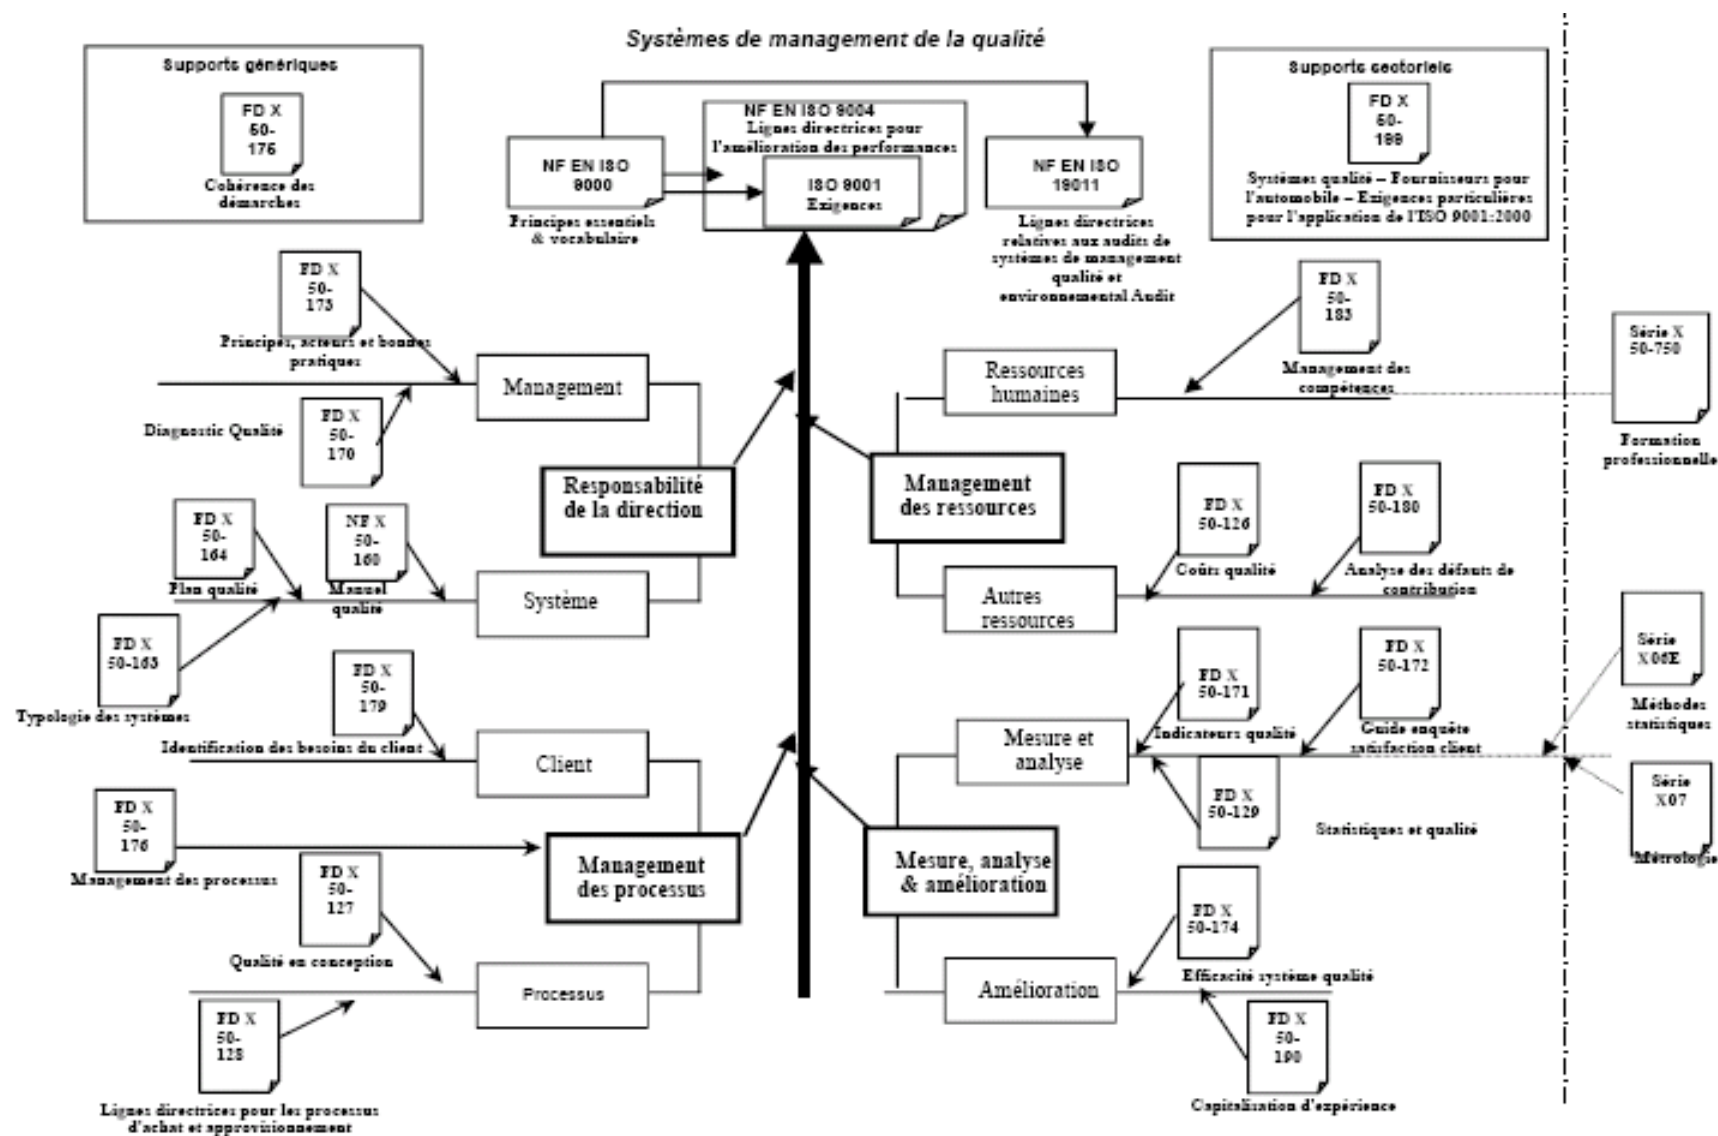 Systèmes de management de la qualité
Supports génériques
FD X
50-
176
Cohérence des
démarches
NF EN ISO
9000
Principes essentiels
& vocabulaire
NF EN ISO 9004
Lignes directrices pour
l'amélioration des performances
ISO 9001
Exigences
NF EN ISO
19011
Lignes directrices
relatives aux audits de
systèmes de management
qualité et
environnemental Audit
Supports sectoriels
FD X
50-
199
Systèmes qualité – Fournisseurs pour
l'automobile – Exigences particulières
pour l'application de l'ISO 9001:2000
FD X
50-
173
Principes, acteurs et bonnes
pratiques
Management
Diagnostic Qualité
FD X
50-
170
Responsabilité
de la direction
FD X
50-
164
Plan qualité
NF X
50-
160
Manuel
qualité
Système
FD X
50-163
Typologie des systèmes
FD X
50-
179
Identification des besoins du client
Client
FD X
50-
176
Management des processus
Management
des processus
FD X
50-
127
Qualité en conception
Processus
FD X
50-
128
Lignes directrices pour les processus
d'achat et approvisionnement
Ressources
humaines
FD X
50-
183
Management des
compétences
Série X
50-750
Formation
professionnelle
Management
des ressources
FD X
50-126
Coûts qualité
FD X
50-180
Analyse des défauts de
contribution
Autres
ressources
FD X
50-171
Indicateurs qualité
FD X
50-172
Guide enquête
satisfaction client
Mesure et
analyse
FD X
50-129
Statistiques et qualité
Série
X06E
Méthodes
statistiques
Série
X07
Métrologie
Mesure, analyse
& amélioration
FD X
50-174
Efficacité système qualité
Amélioration
FD X
50-
190
Capitalisation d'expérience